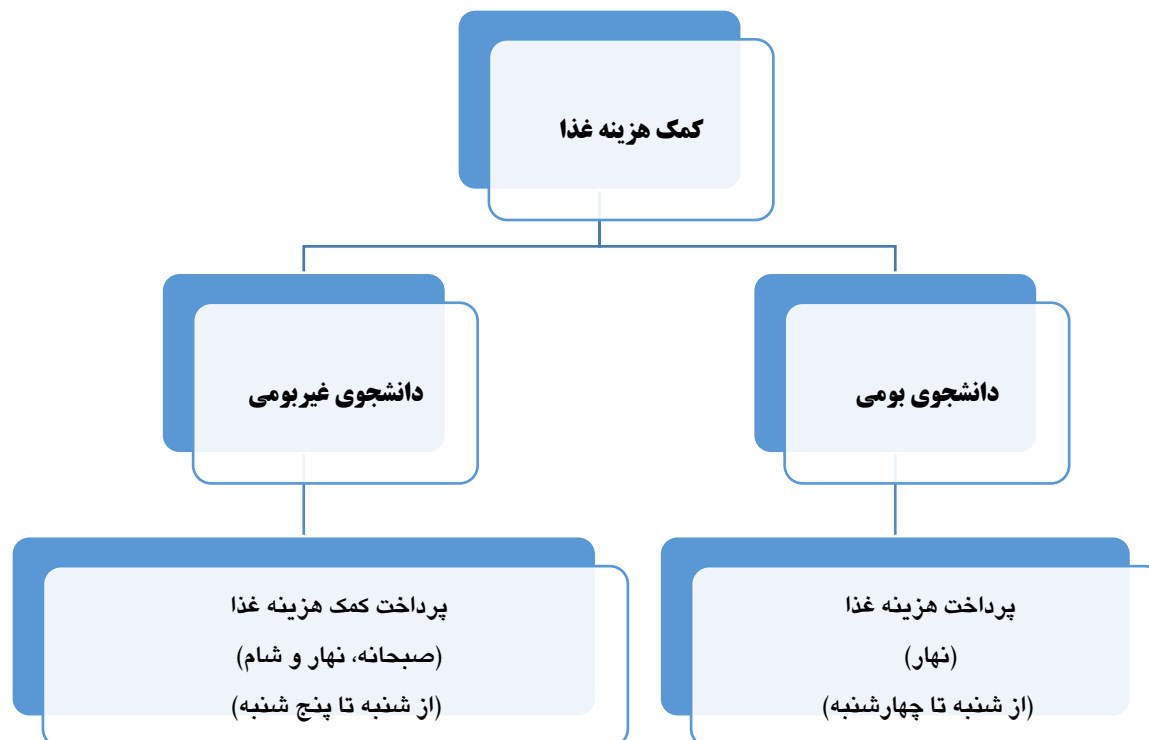 کمک هزینه غذا
دانشجوی بومی
دانشجوی غیربومی
پرداخت هزینه غذا
(نهار)
(از شنبه تا چهارشنبه)
پرداخت کمک هزینه غذا
(صبحانه، نهار و شام)
(از شنبه تا پنج شنبه)